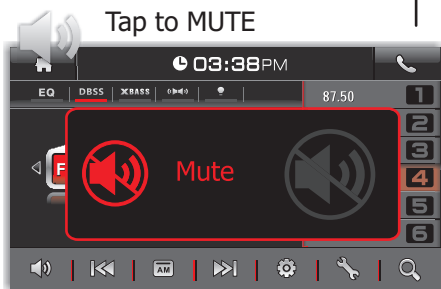 Tap to MUTE
03:38PM
EQ DBSS XBASS
87.50 1
2
3
F Mute 4
5
6
AM